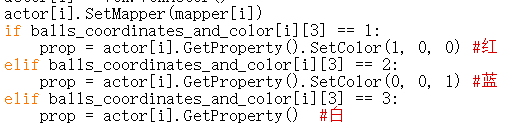 actor[i].SetMapper(mapper[i])
if balls_coordinates_and_color[i][3] == 1:
    prop = actor[i].GetProperty().SetColor(1, 0, 0) #红
elif balls_coordinates_and_color[i][3] == 2:
    prop = actor[i].GetProperty().SetColor(0, 0, 1) #蓝
elif balls_coordinates_and_color[i][3] == 3:
    prop = actor[i].GetProperty()  #白